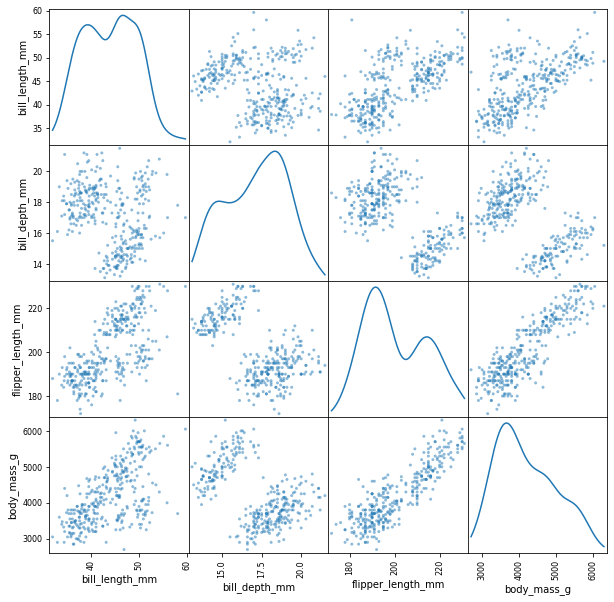 60
55
50
45
40
35
bill_length_mm
20
18
16
14
bill_depth_mm
220
200
180
flipper_length_mm
6000
5000
4000
3000
body_mass_g
40 50 60 15.0 17.5 20.0 180 200 220 3000 4000 5000 6000
bill_length_mm bill_depth_mm flipper_length_mm body_mass_g